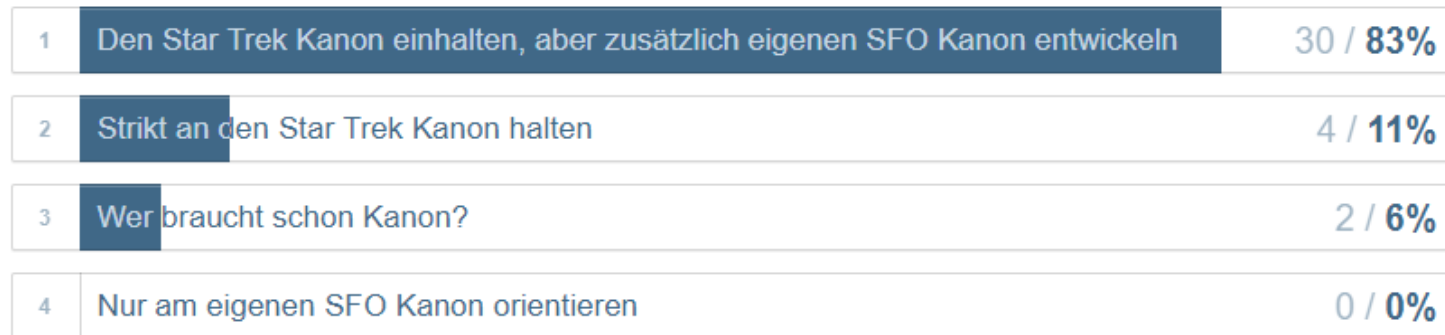 1 Den Star Trek Kanon einhalten, aber zusätzlich eigenen SFO Kanon entwickeln 30 / 83%
2 Strikt an den Star Trek Kanon halten 4 / 11%
3 Wer braucht schon Kanon? 2 / 6%
4 Nur am eigenen SFO Kanon orientieren 0 / 0%